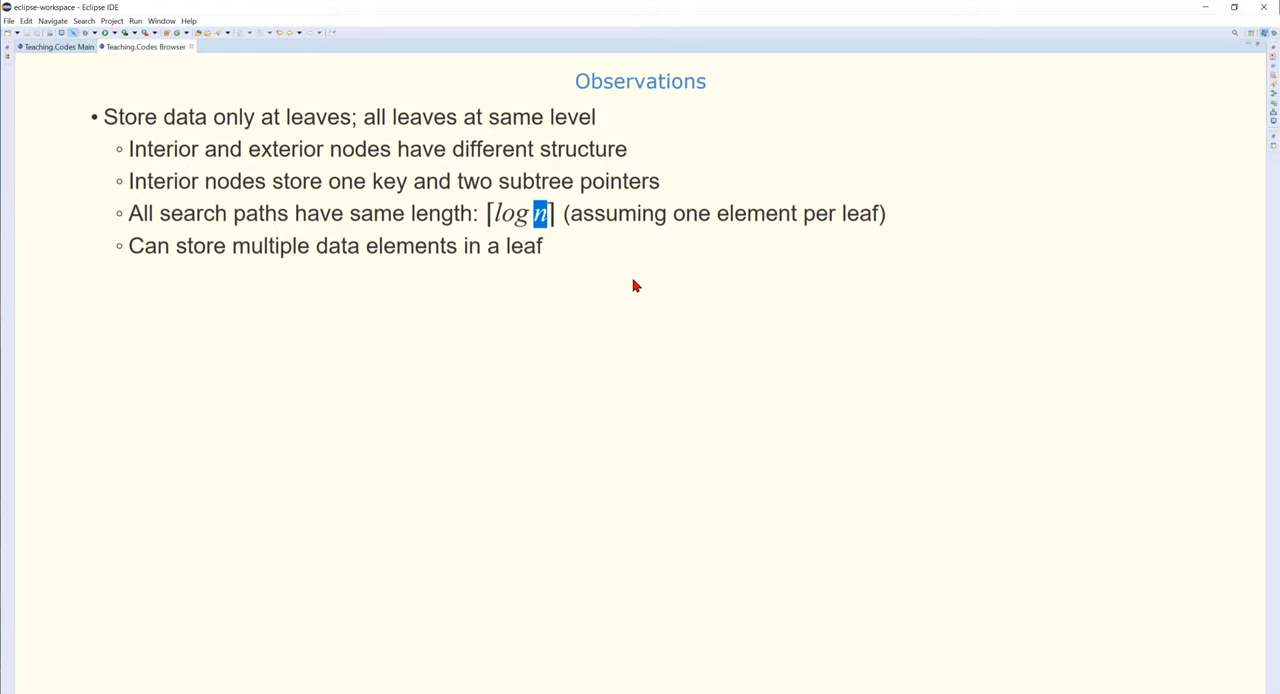 eclipse-workspace - Eclipse IDE
File Edit Navigate Search Project Run Window Help
Teaching.Codes Main Teaching.Codes Browser
Observations
• Store data only at leaves; all leaves at same level
◦ Interior and exterior nodes have different structure
◦ Interior nodes store one key and two subtree pointers
◦ All search paths have same length: ⌈log n⌉ (assuming one element per leaf)
◦ Can store multiple data elements in a leaf